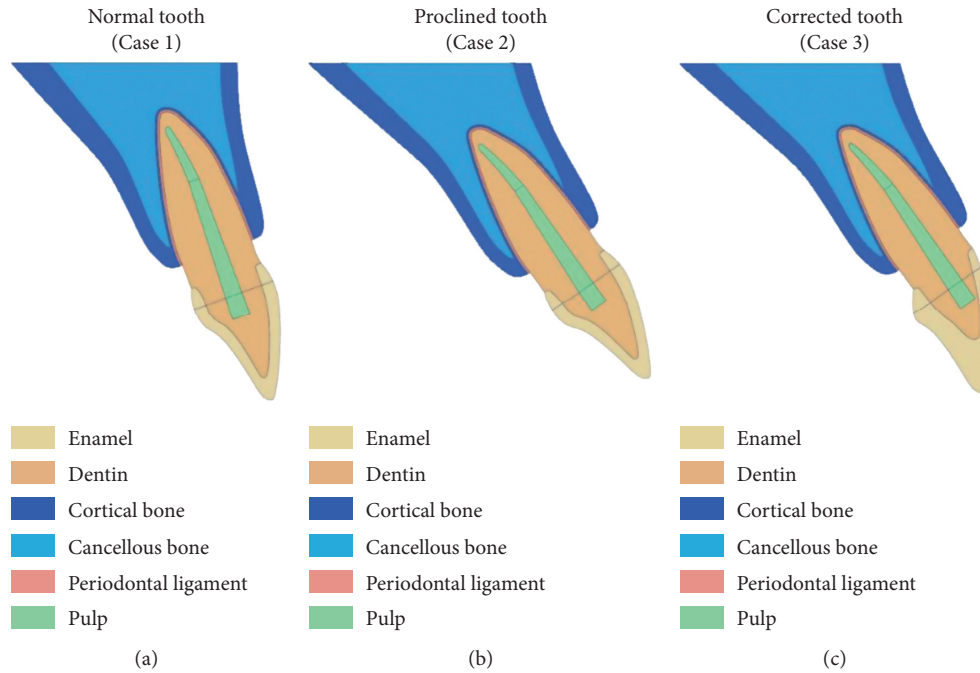 Normal tooth
(Case 1)
Proclined tooth
(Case 2)
Corrected tooth
(Case 3)
Enamel
Dentin
Cortical bone
Cancellous bone
Periodontal ligament
Pulp
(a)
Enamel
Dentin
Cortical bone
Cancellous bone
Periodontal ligament
Pulp
(b)
Enamel
Dentin
Cortical bone
Cancellous bone
Periodontal ligament
Pulp
(c)